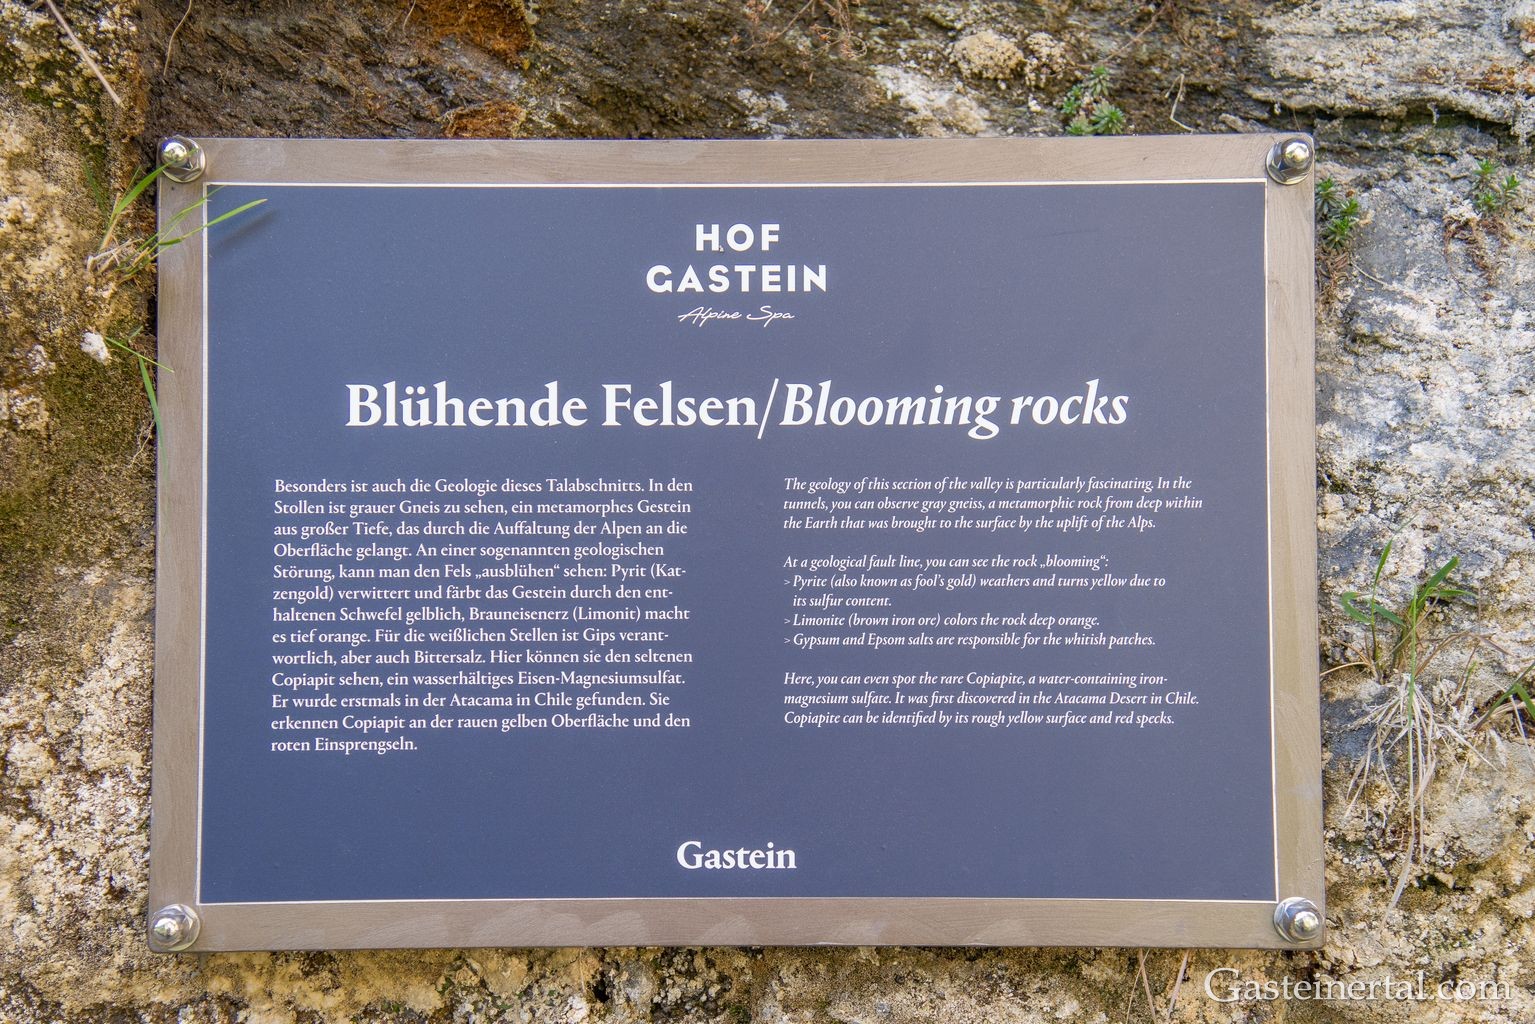 HOF
GASTEIN
Alpine Spa
Blühende Felsen/Blooming rocks
Besonders ist auch die Geologie dieses Talabschnitts. In den
Stollen ist grauer Gneis zu sehen, ein metamorphes Gestein
aus großer Tiefe, das durch die Auffaltung der Alpen an die
Oberfläche gelangt. An einer sogenannten geologischen
Störung, kann man den Fels „ausblühen“ sehen: Pyrit (Kat-
zengold) verwittert und färbt das Gestein durch den ent-
haltenen Schwefel gelblich, Brauneisenerz (Limonit) macht
es tief orange. Für die weißlichen Stellen ist Gips verant-
wortlich, aber auch Bittersalz. Hier können sie den seltenen
Copiapit sehen, ein wasserhältiges Eisen-Magnesiumsulfat.
Er wurde erstmals in der Atacama in Chile gefunden. Sie
erkennen Copiapit an der rauen gelben Oberfläche und den
roten Einsprengseln.
The geology of this section of the valley is particularly fascinating. In the
tunnels, you can observe gray gneiss, a metamorphic rock from deep within
the Earth that was brought to the surface by the uplift of the Alps.
At a geological fault line, you can see the rock „blooming“:
> Pyrite (also known as fool's gold) weathers and turns yellow due to
its sulfur content.
> Limonite (brown iron ore) colors the rock deep orange.
> Gypsum and Epsom salts are responsible for the whitish patches.
Here, you can even spot the rare Copiapite, a water-containing iron-
magnesium sulfate. It was first discovered in the Atacama Desert in Chile.
Copiapite can be identified by its rough yellow surface and red specks.
Gastein
Gasteinertal.com